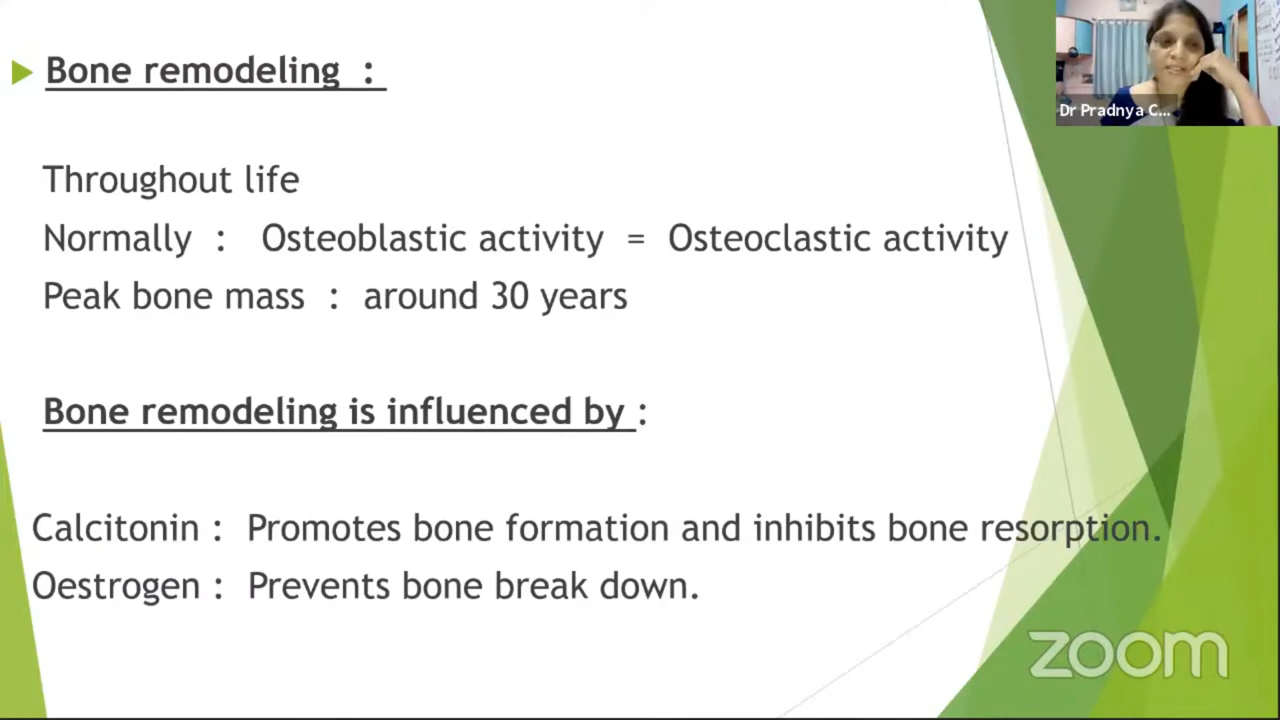 Bone remodeling :
Dr Pradnya C...
Throughout life
Normally : Osteoblastic activity = Osteoclastic activity
Peak bone mass : around 30 years
Bone remodeling is influenced by :
Calcitonin : Promotes bone formation and inhibits bone resorption.
Oestrogen : Prevents bone break down.
zoom